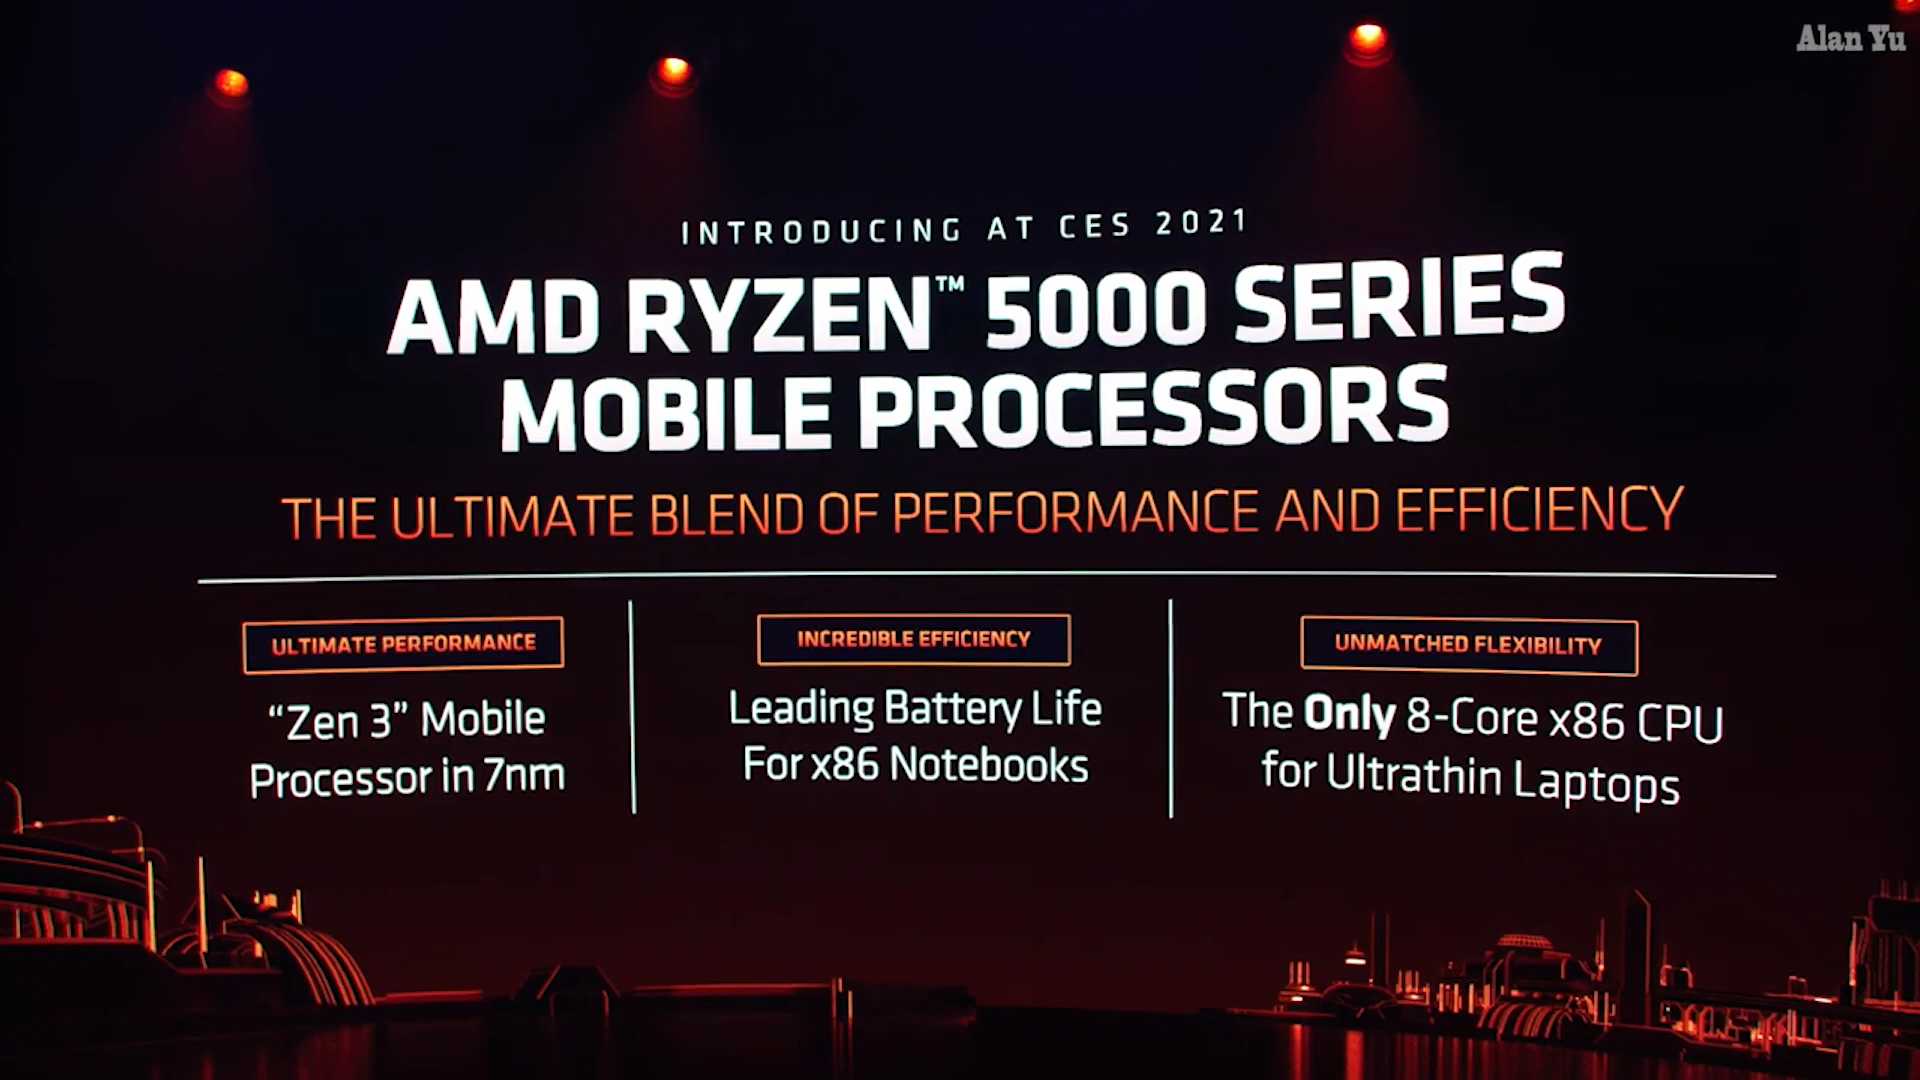 Alan Yu
INTRODUCING AT CES 2021
AMD RYZEN™ 5000 SERIES
MOBILE PROCESSORS
THE ULTIMATE BLEND OF PERFORMANCE AND EFFICIENCY
ULTIMATE PERFORMANCE
“Zen 3” Mobile
Processor in 7nm
INCREDIBLE EFFICIENCY
Leading Battery Life
For x86 Notebooks
UNMATCHED FLEXIBILITY
The Only 8-Core x86 CPU
for Ultrathin Laptops